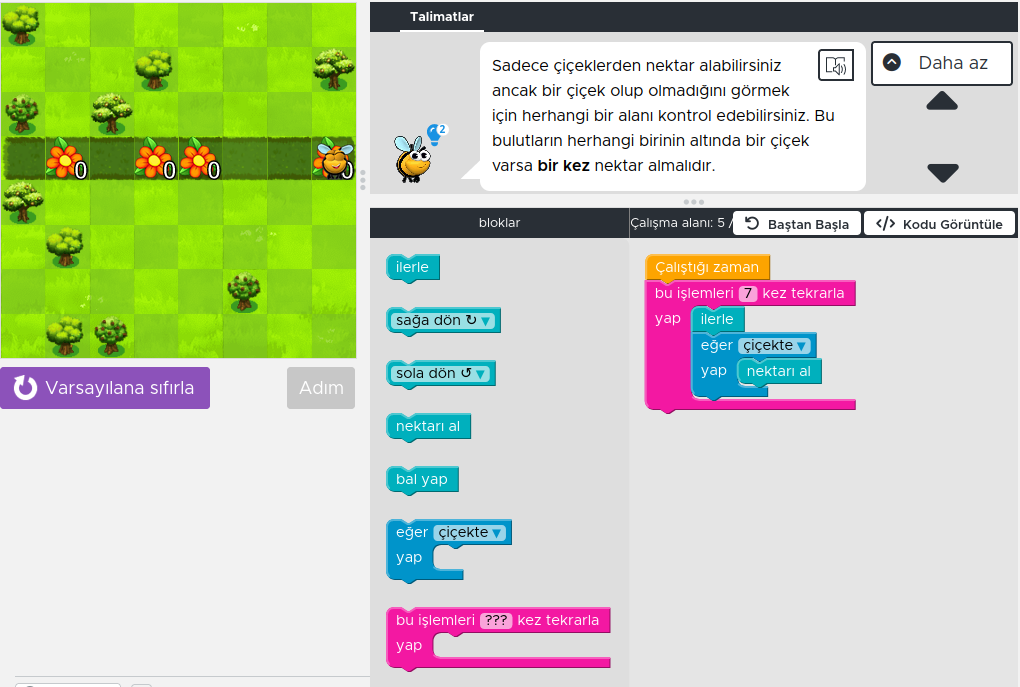 Talimatlar
Sadece çiçeklerden nektar alabilirsiniz
ancak bir çiçek olup olmadığını görmek
için herhangi bir alanı kontrol edebilirsiniz. Bu
bulutların herhangi birinin altında bir çiçek
varsa bir kez nektar almalıdır.
Daha az
2
0 0 0 0
Varsayılana sıfırla
Adım
bloklar
Çalışma alanı: 5 /
Baştan Başla
</> Kodu Görüntüle
ilerle
sağa dön ↻ ▼
sola dön ↺ ▼
nektarı al
bal yap
eğer çiçekte ▼
yap
bu işlemleri ??? kez tekrarla
yap
Çalıştığı zaman
bu işlemleri 7 kez tekrarla
yap ilerle
eğer çiçekte ▼
yap nektarı al